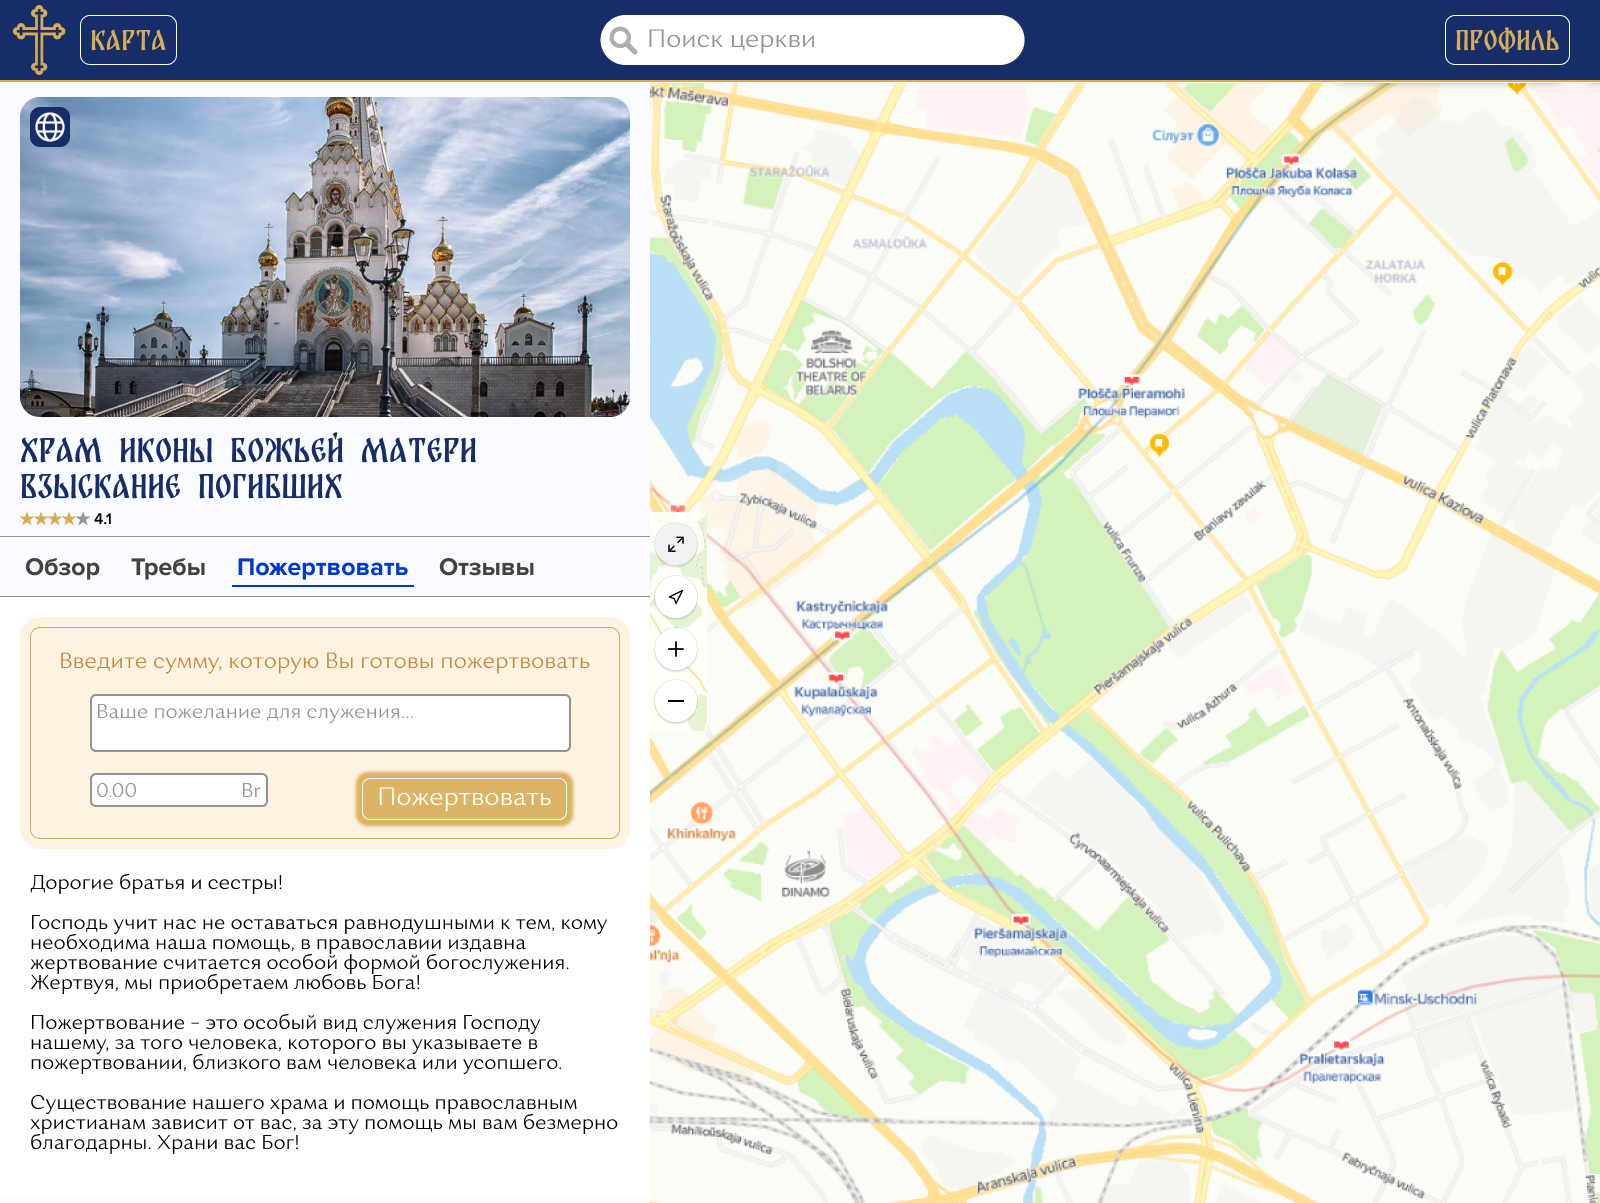 КАРТА
Поиск церкви
ПРОФИЛЬ
ХРАМ ИКОНЫ БОЖЬЕЙ МАТЕРИ
ВЗЫСКАНИЕ ПОГИБШИХ
4.1
Обзор Требы Пожертвовать Отзывы
Введите сумму, которую Вы готовы пожертвовать
Ваше пожелание для служения...
0.00 Br
Пожертвовать
Дорогие братья и сестры!
Господь учит нас не оставаться равнодушными к тем, кому
необходима наша помощь, в православии издавна
жертвование считается особой формой богослужения.
Жертвуя, мы приобретаем любовь Бога!
Пожертвование – это особый вид служения Господу
нашему, за того человека, которого вы указываете в
пожертвовании, близкого вам человека или усопшего.
Существование нашего храма и помощь православным
христианам зависит от вас, за эту помощь мы вам безмерно
благодарны. Храни вас Бог!
ekt Mašerava
Сілуэт
STARAŽOŬKA
Plošča Jakuba Kolasa
Плошча Якуба Коласа
Staražoŭskaja vulica
ASMALOŬKA
ZALATAJA
HORKA
vulic
BOLSHOI
THEATRE OF
BELARUS
Plošča Pieramohi
Плошча Перамогі
vulica Platonava
vulica Kazlova
Zybickaja vulica
Branlavy zavulak
vulica Frunze
Kastryčnickaja
Кастрычніцкая
Pieršamajskaja vulica
Kupalaŭskaja
Купалаўская
vulica Azhura
Antonaŭskaja vulica
Khinkalnya
vulica Pulichava
Čyrvonaarmiejskaja vulica
DINAMO
Pieršamajskaja
Першамайская
al'nja
Bielaruskaja vulica
Minsk-Uschodni
Pralietarskaja
Пралетарская
vulica Lienina
vulica Rybalki
Mahilioŭskaja vulica
Aranskaja vulica
Fabryčnaja vulica